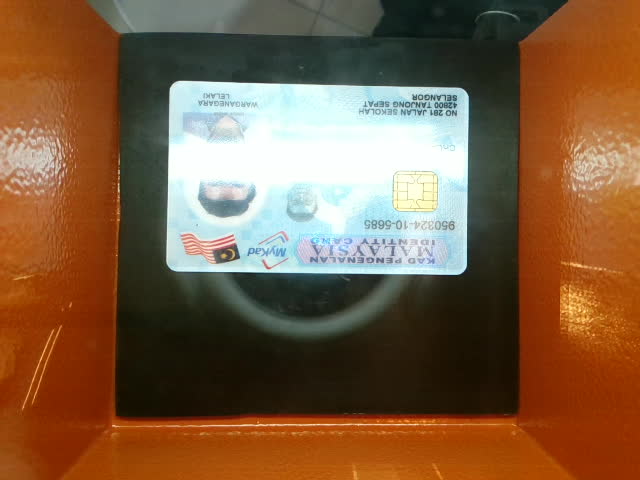 KAD PENGENALAN
MALAYSIA
IDENTITY CARD
MyKad
950324-10-5685
NO 281 JALAN SEKOLAH
42800 TANJONG SEPAT
SELANGOR
WARGANEGARA
LELAKI